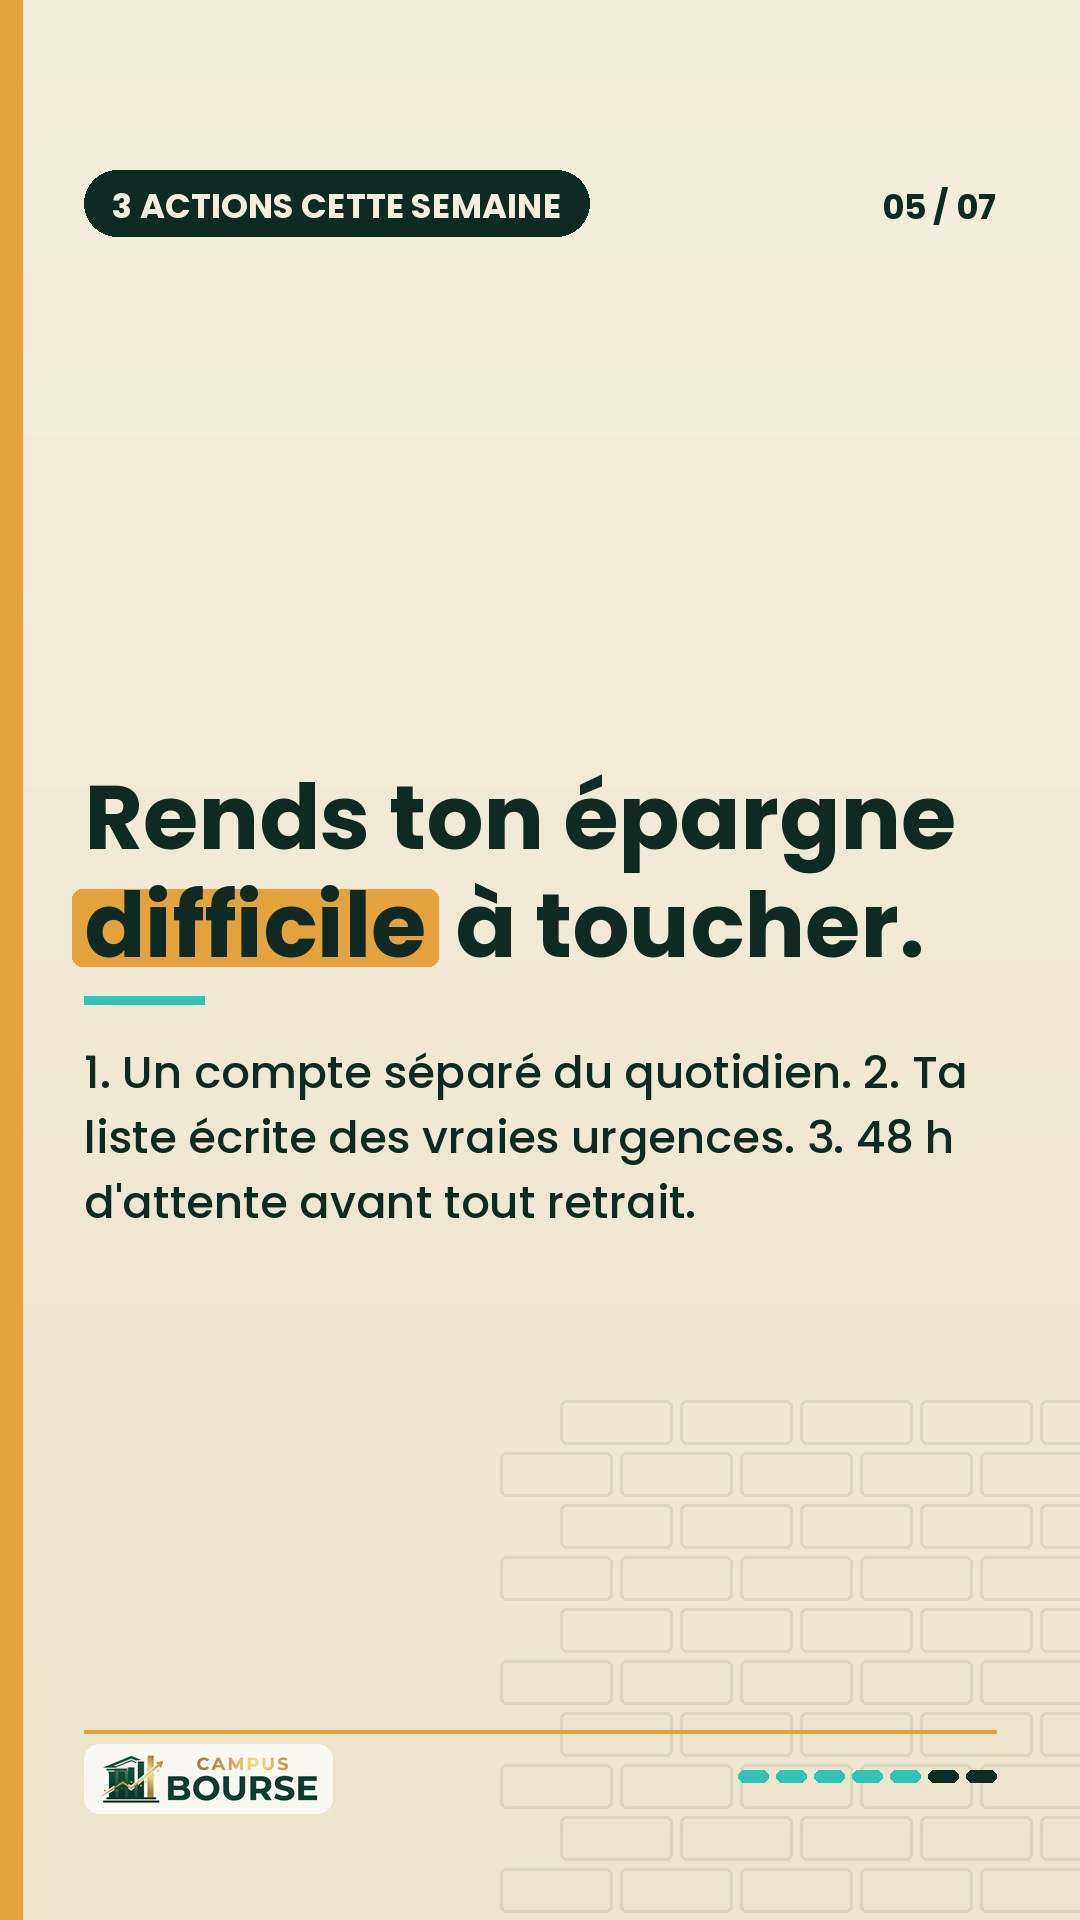 3 ACTIONS CETTE SEMAINE
05 / 07
Rends ton épargne
difficile à toucher.
1. Un compte séparé du quotidien. 2. Ta
liste écrite des vraies urgences. 3. 48 h
d'attente avant tout retrait.
CAMPUS
BOURSE